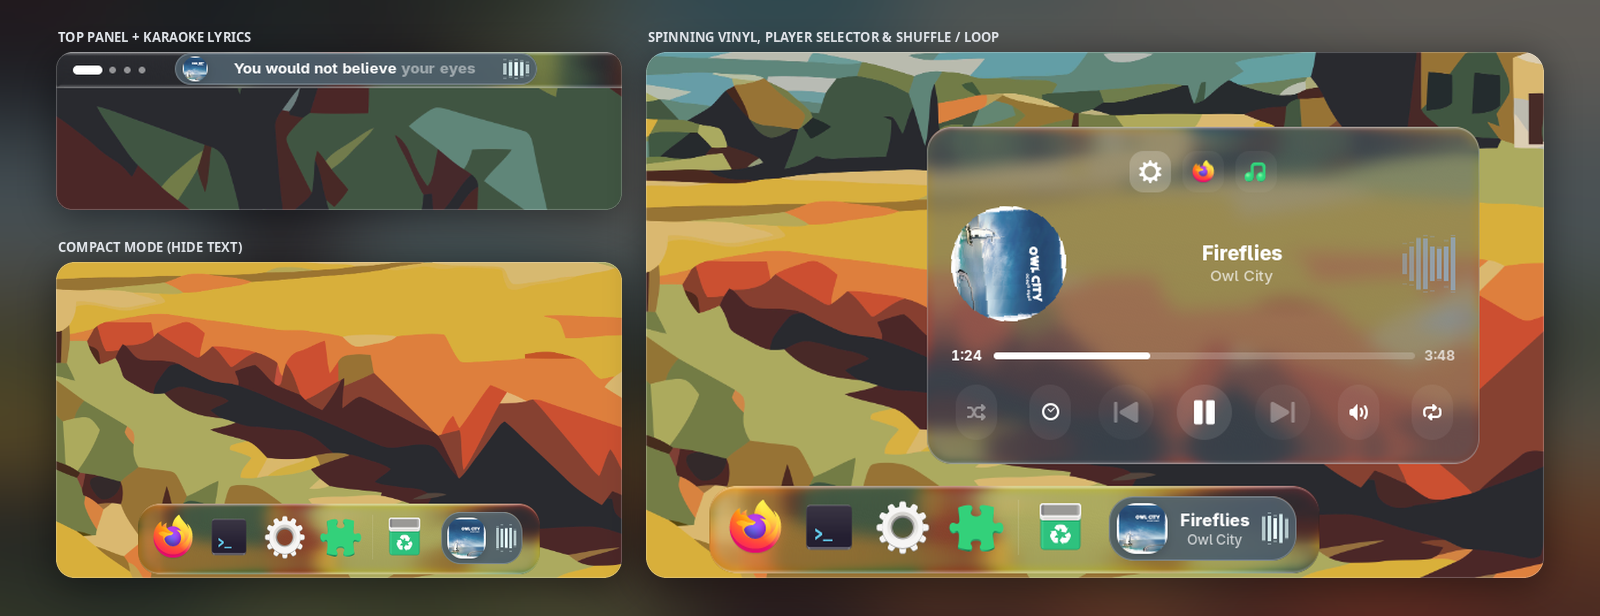 TOP PANEL + KARAOKE LYRICS
You would not believe your eyes
COMPACT MODE (HIDE TEXT)
SPINNING VINYL, PLAYER SELECTOR & SHUFFLE / LOOP
OWL CITY
Fireflies
Owl City
1:24
3:48
Fireflies
Owl City